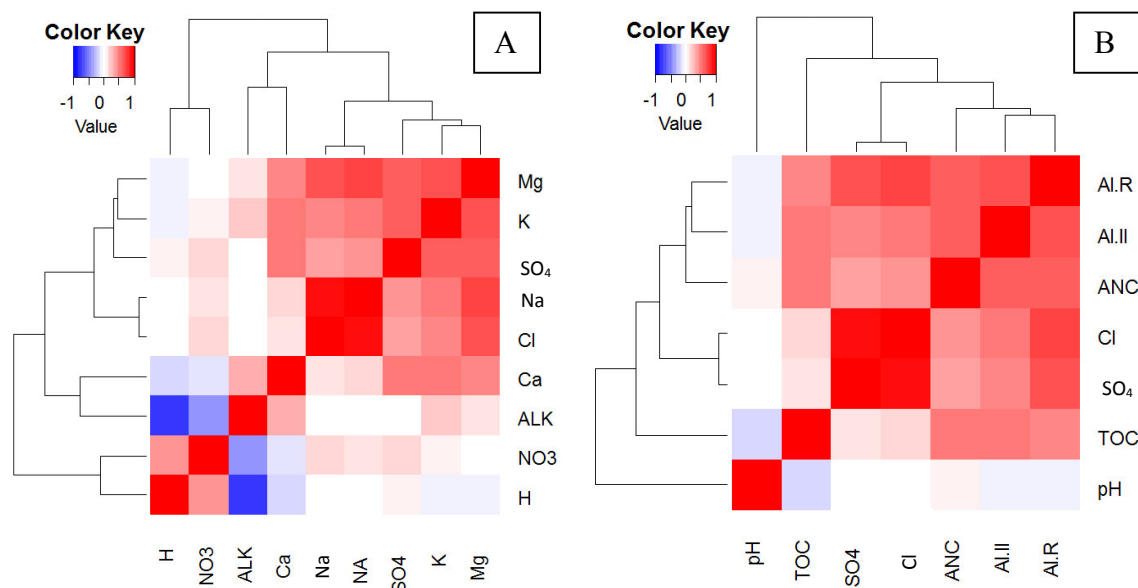 Color Key
-1 0 1
Value
A
Mg
K
SO₄
Na
Cl
Ca
ALK
NO3
H
H NO3 ALK Ca Na NA SO4 K Mg
Color Key
-1 0 1
Value
B
Al.R
Al.II
ANC
Cl
SO₄
TOC
pH
pH TOC SO4 Cl ANC Al.II Al.R